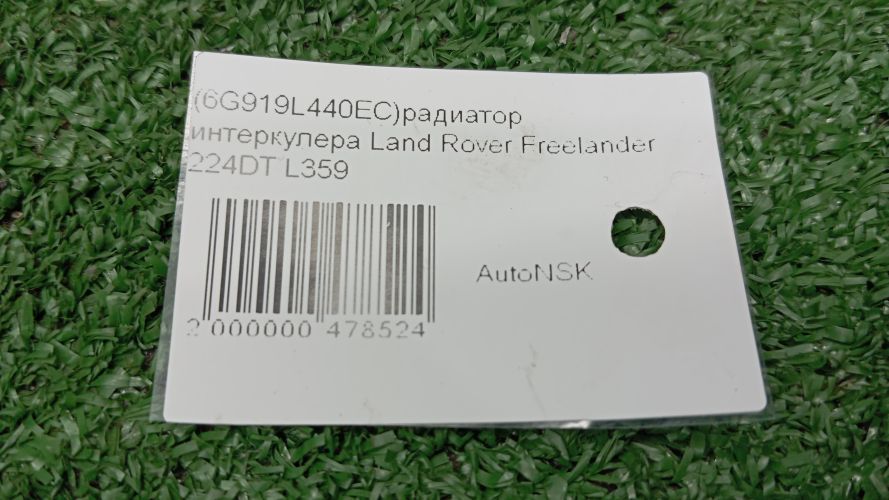 (6G919L440EC)радиатор
интеркулера Land Rover Freelander
224DT L359
AutoNSK
2 000000 478524